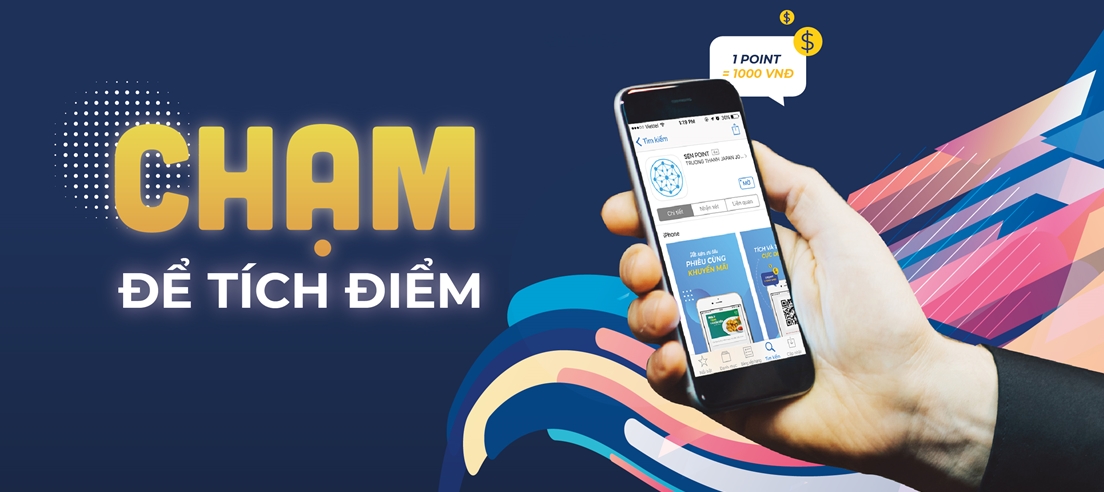 CHẠM
ĐỂ TÍCH ĐIỂM
1 POINT
= 1000 VNĐ
Viettel
1:19 PM
30%
Tìm kiếm
SEN POINT
TRUONG THANH JAPAN JO...
MỞ
Chi tiết
Nhận xét
Liên quan
iPhone
PHIẾU CÙNG
KHUYẾN MÃI
TÍCH VÀ
Tìm kiếm